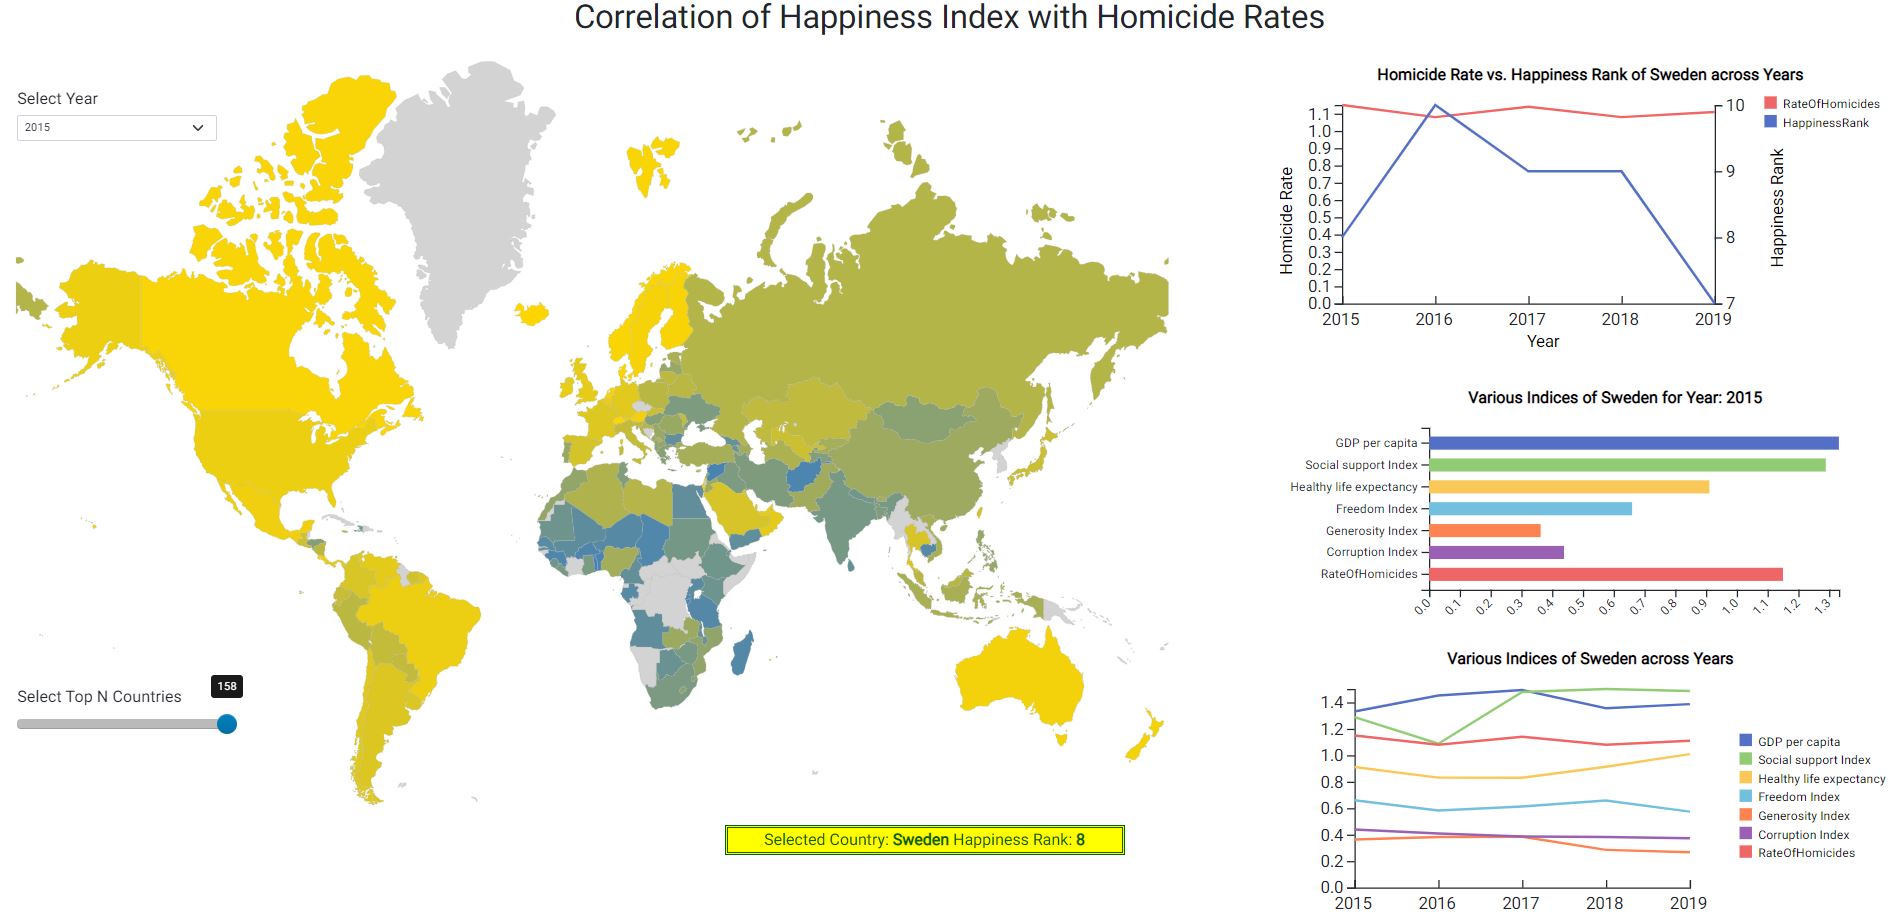 Correlation of Happiness Index with Homicide Rates
Select Year
2015
Select Top N Countries
158
Selected Country: Sweden Happiness Rank: 8
Homicide Rate vs. Happiness Rank of Sweden across Years
RateOfHomicides
HappinessRank
Homicide Rate
1.1
1.0
0.9
0.8
0.7
0.6
0.5
0.4
0.3
0.2
0.1
0.0
10
9
8
7
Happiness Rank
2015 2016 2017 2018 2019
Year
Various Indices of Sweden for Year: 2015
GDP per capita
Social support Index
Healthy life expectancy
Freedom Index
Generosity Index
Corruption Index
RateOfHomicides
0.0 0.1 0.2 0.3 0.4 0.5 0.6 0.7 0.8 0.9 1.0 1.1 1.2 1.3
Various Indices of Sweden across Years
1.4
1.2
1.0
0.8
0.6
0.4
0.2
0.0
2015 2016 2017 2018 2019
GDP per capita
Social support Index
Healthy life expectancy
Freedom Index
Generosity Index
Corruption Index
RateOfHomicides